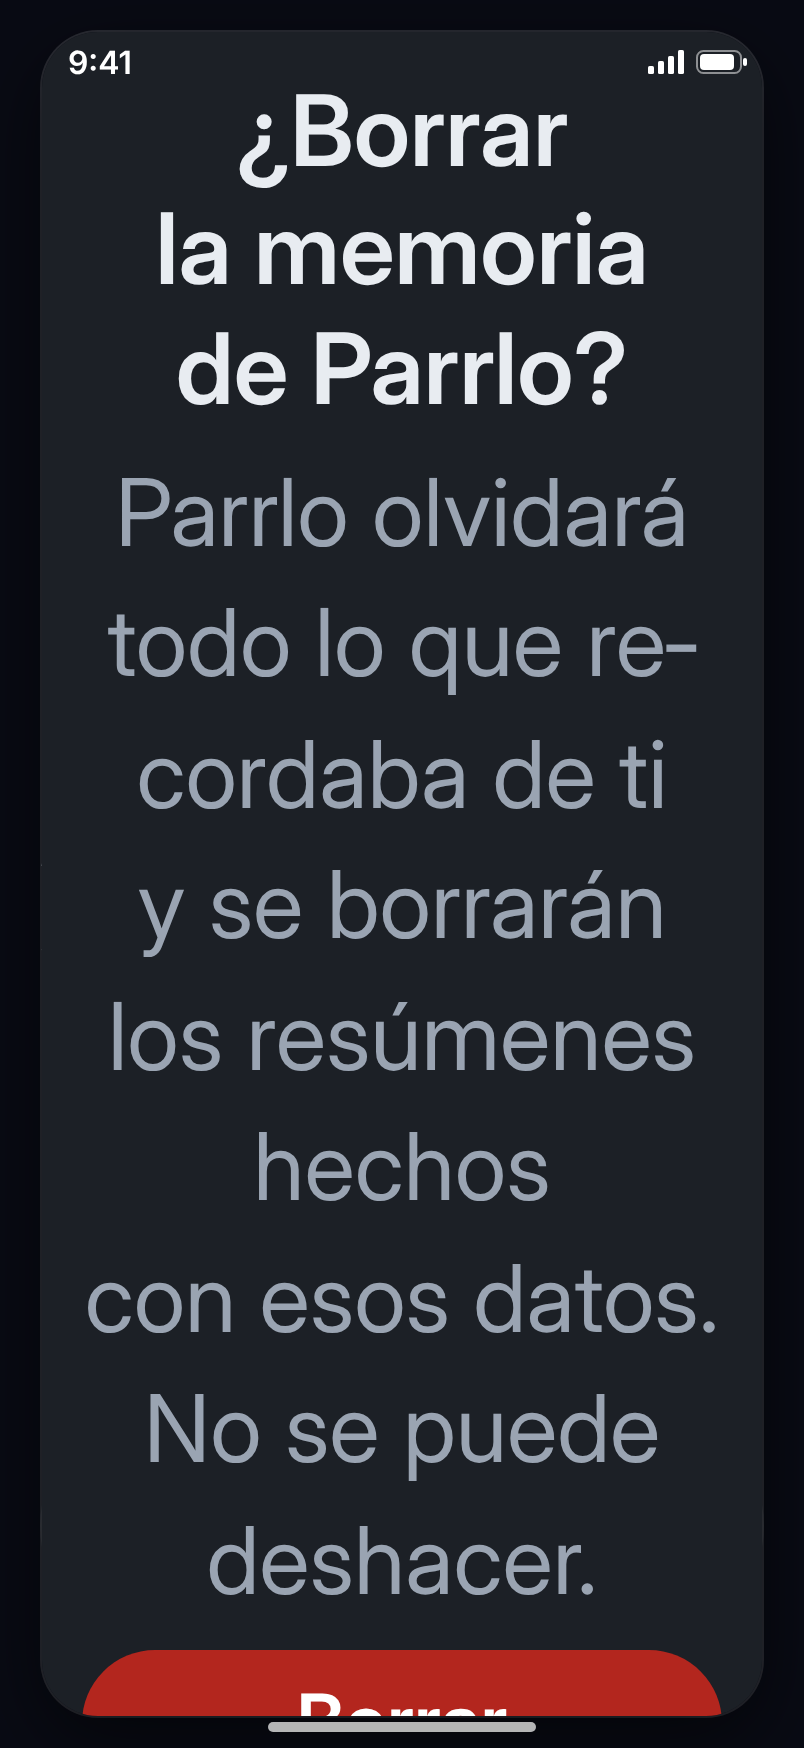 9:41
¿Borrar
la memoria
de Parrlo?
Parrlo olvidará
todo lo que re-
cordaba de ti
y se borrarán
los resúmenes
hechos
con esos datos.
No se puede
deshacer.
Borrar